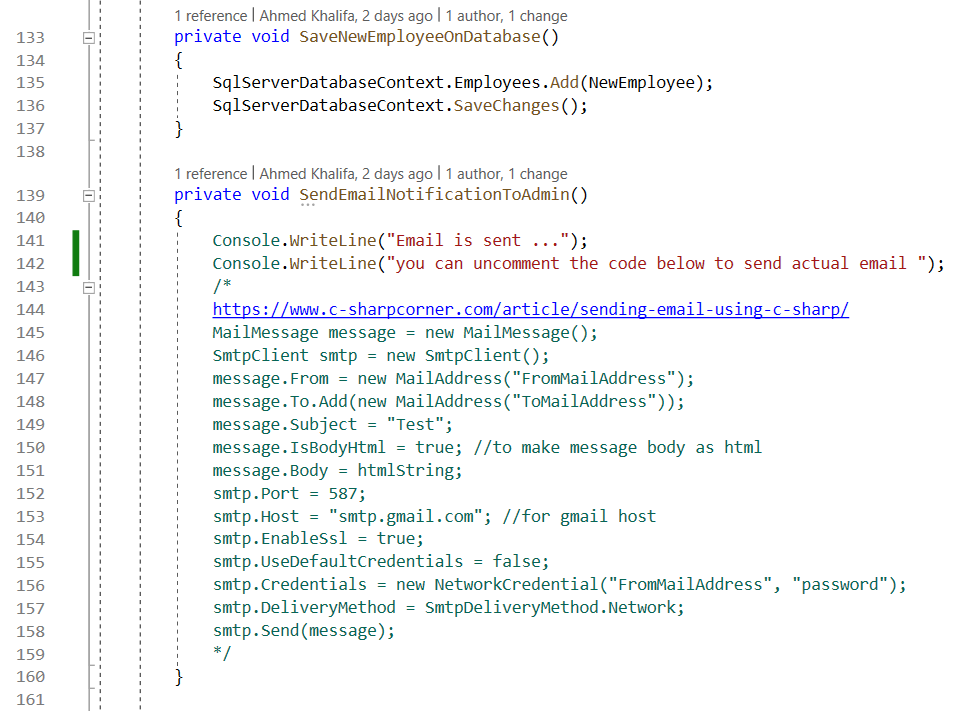 1 reference | Ahmed Khalifa, 2 days ago | 1 author, 1 change
133 private void SaveNewEmployeeOnDatabase()
134 {
135 SqlServerDatabaseContext.Employees.Add(NewEmployee);
136 SqlServerDatabaseContext.SaveChanges();
137 }
138
1 reference | Ahmed Khalifa, 2 days ago | 1 author, 1 change
139 private void SendEmailNotificationToAdmin()
140 {
141 Console.WriteLine("Email is sent ...");
142 Console.WriteLine("you can uncomment the code below to send actual email ");
143 /*
144 https://www.c-sharpcorner.com/article/sending-email-using-c-sharp/
145 MailMessage message = new MailMessage();
146 SmtpClient smtp = new SmtpClient();
147 message.From = new MailAddress("FromMailAddress");
148 message.To.Add(new MailAddress("ToMailAddress"));
149 message.Subject = "Test";
150 message.IsBodyHtml = true; //to make message body as html
151 message.Body = htmlString;
152 smtp.Port = 587;
153 smtp.Host = "smtp.gmail.com"; //for gmail host
154 smtp.EnableSsl = true;
155 smtp.UseDefaultCredentials = false;
156 smtp.Credentials = new NetworkCredential("FromMailAddress", "password");
157 smtp.DeliveryMethod = SmtpDeliveryMethod.Network;
158 smtp.Send(message);
159 */
160 }
161